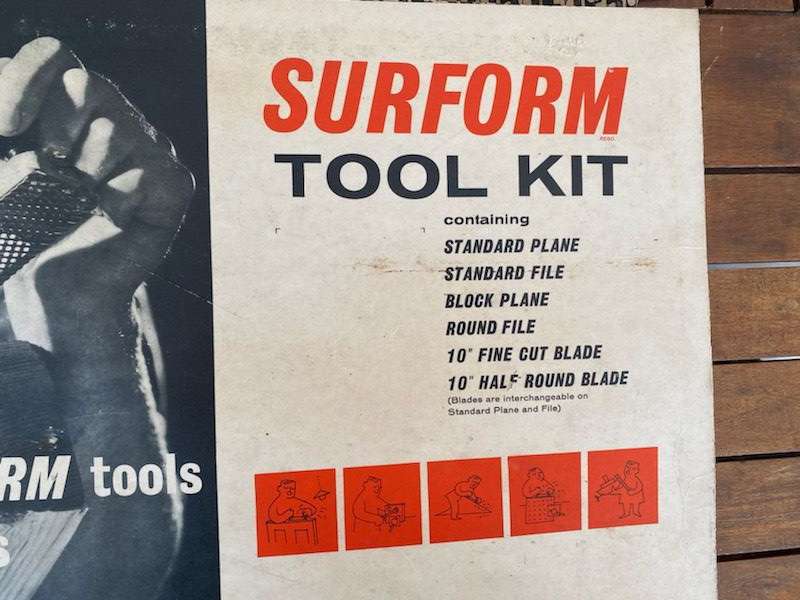 SURFORM
REGD.
TOOL KIT
containing
STANDARD PLANE
STANDARD FILE
BLOCK PLANE
ROUND FILE
10" FINE CUT BLADE
10" HALF ROUND BLADE
(Blades are interchangeable on
Standard Plane and File)
RM tools
s